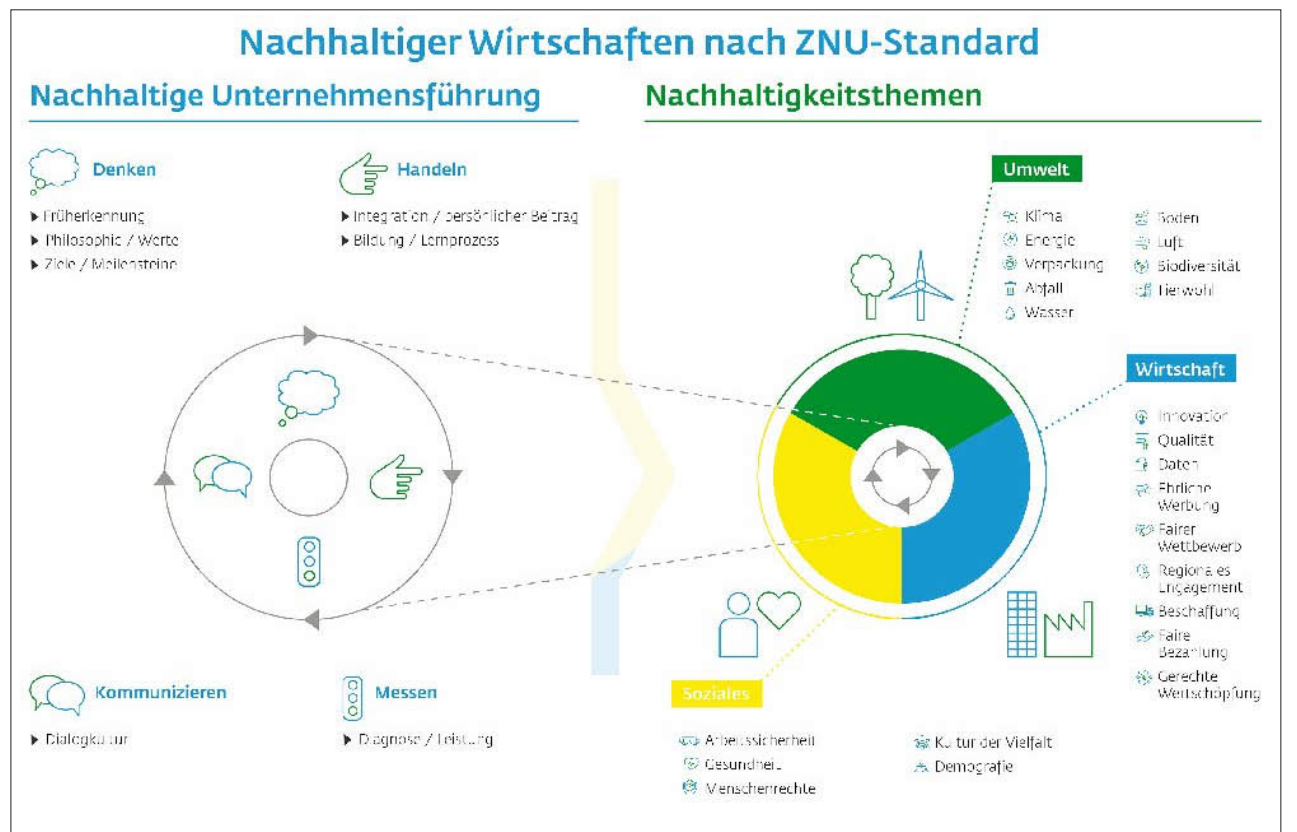 Nachhaltiger Wirtschaften nach ZNU-Standard
Nachhaltige Unternehmensführung
Denken
▶ Früherkennung
▶ Philosophie / Werte
▶ Ziele / Meilensteine
Handeln
▶ Integration / persönlicher Beitrag
▶ Bildung / Lernprozess
Kommunizieren
▶ Dialogkultur
Messen
▶ Diagnose / Leistung
Nachhaltigkeitsthemen
Umwelt
Klima
Energie
Verpackung
Abfall
Wasser
Boden
Luft
Biodiversität
Tierwohl
Wirtschaft
Innovation
Qualität
Daten
Ehrliche
Werbung
Fairer
Wettbewerb
Regionales
Engagement
Beschaffung
Faire
Bezahlung
Gerechte
Wertschöpfung
Soziales
Arbeitssicherheit
Gesundheit
Menschenrechte
Kultur der Vielfalt
Demografie